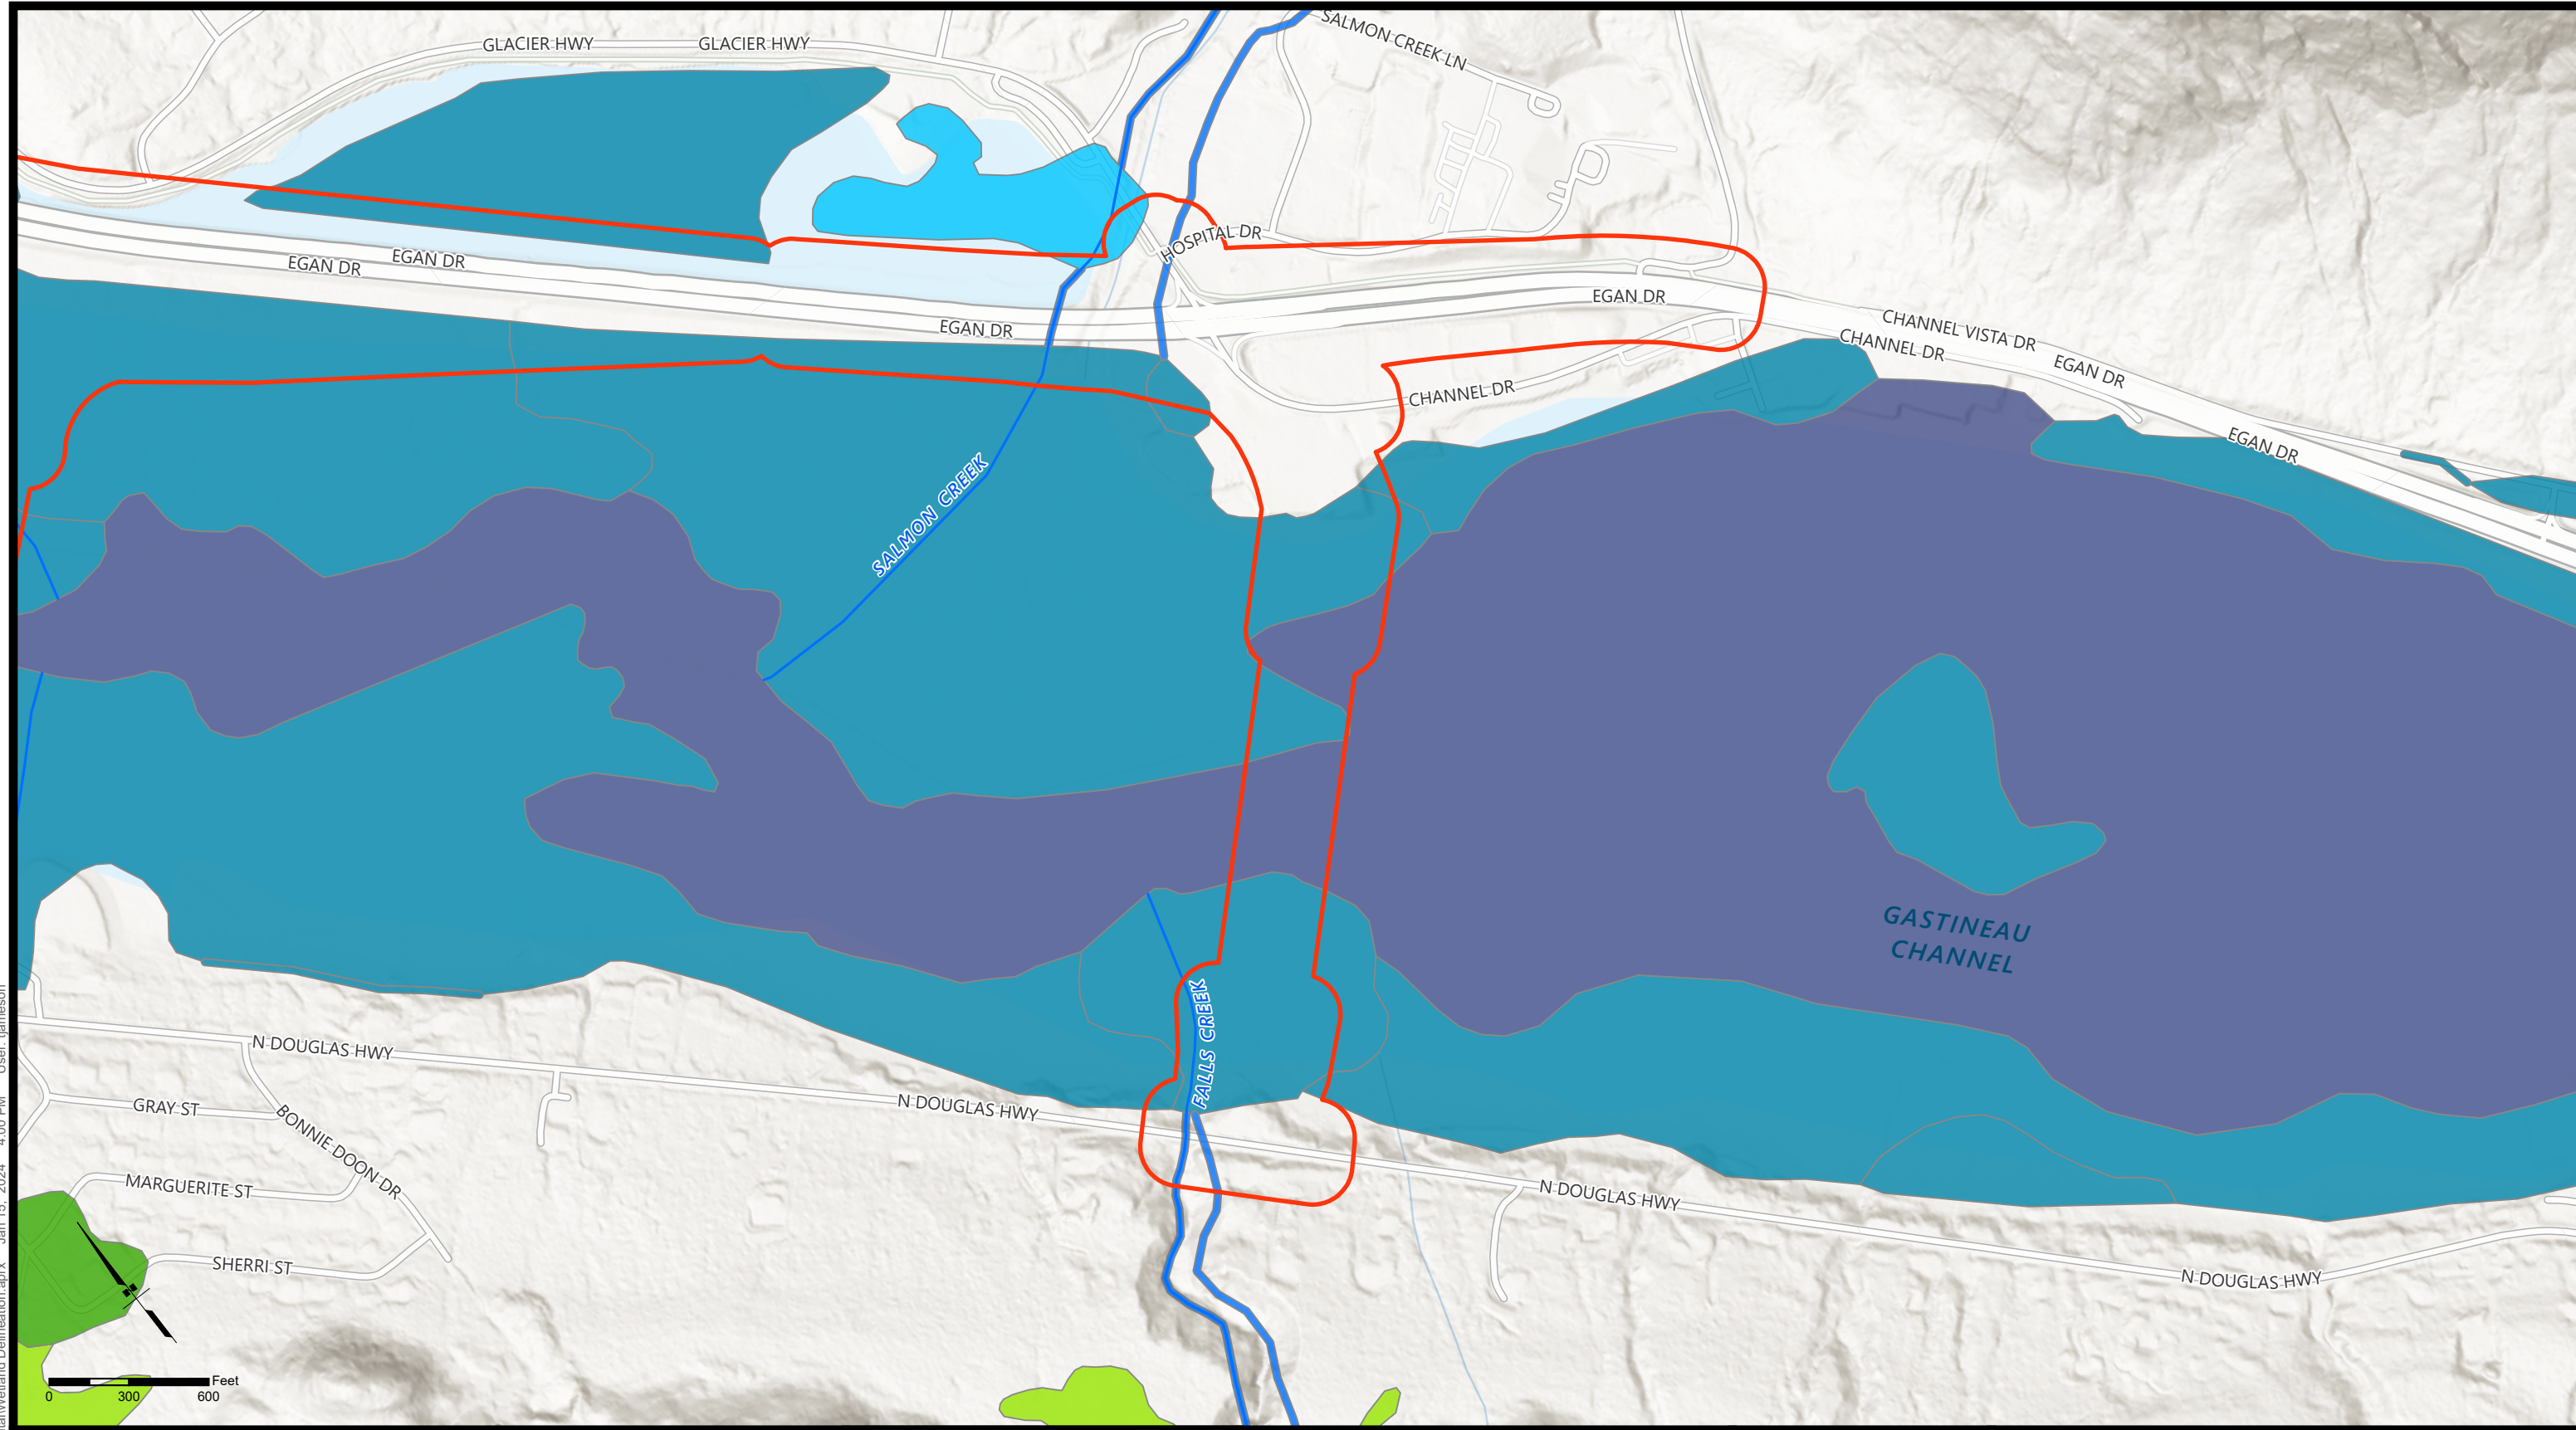 SALMON CREEK LN
GLACIER HWY
GLACIER HWY
HOSPITAL DR
EGAN DR
EGAN DR
EGAN DR
EGAN DR
CHANNEL VISTA DR
CHANNEL DR
EGAN DR
CHANNEL DR
EGAN DR
SALMON CREEK
GASTINEAU
CHANNEL
FALLS CREEK
N DOUGLAS HWY
GRAY ST
BONNIE DOON DR
N DOUGLAS HWY
MARGUERITE ST
N DOUGLAS HWY
SHERRI ST
N DOUGLAS HWY
Feet
0 300 600